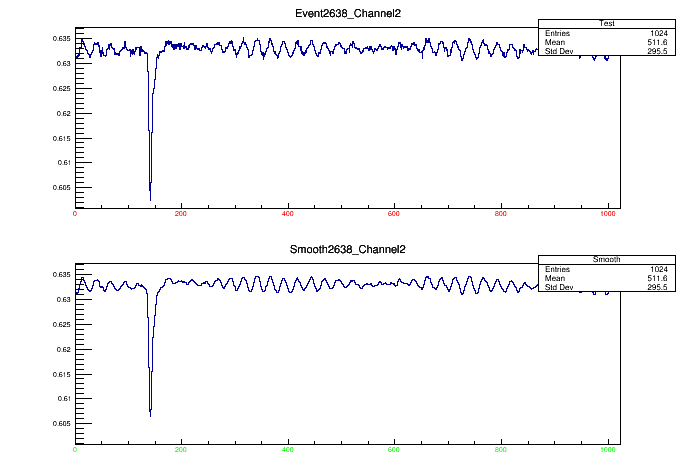 Event2638_Channel2
Test
Entries 1024
Mean 511.6
Std Dev 295.5
0.635
0.63
0.625
0.62
0.615
0.61
0.605
0 200 400 600 800 1000
Smooth2638_Channel2
Smooth
Entries 1024
Mean 511.6
Std Dev 295.5
0.635
0.63
0.625
0.62
0.615
0.61
0.605
0 200 400 600 800 1000